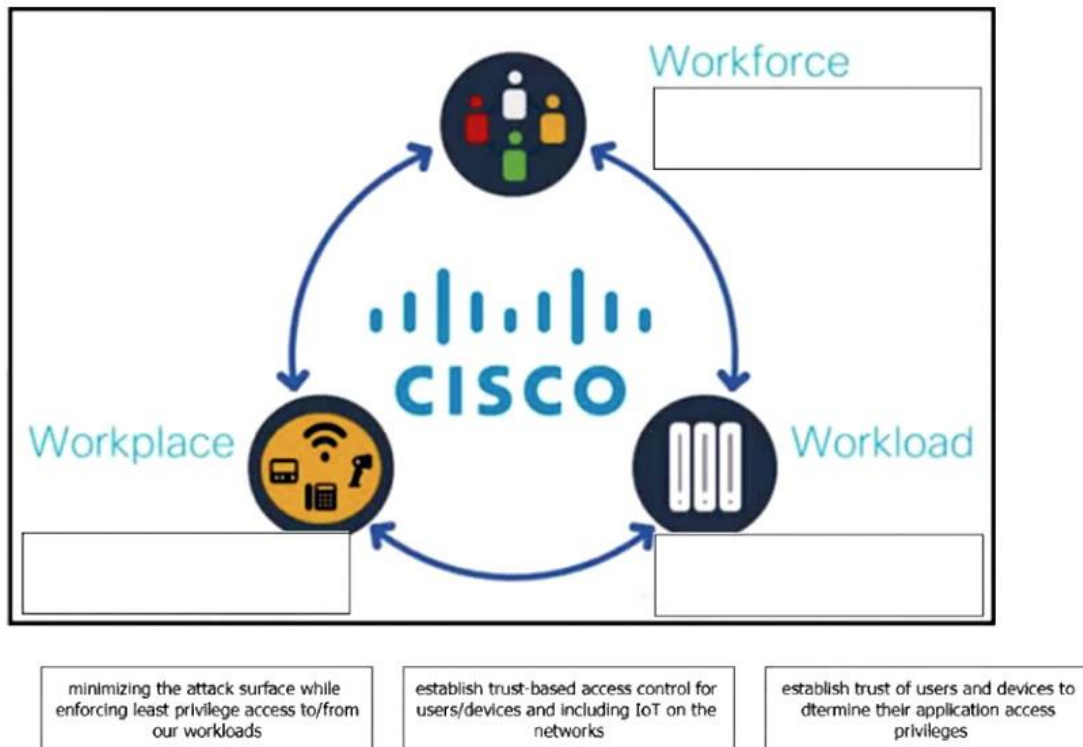 Workforce
CISCO
Workplace
Workload
minimizing the attack surface while
enforcing least privilege access to/from
our workloads
establish trust-based access control for
users/devices and including IoT on the
networks
establish trust of users and devices to
dtermine their application access
privileges